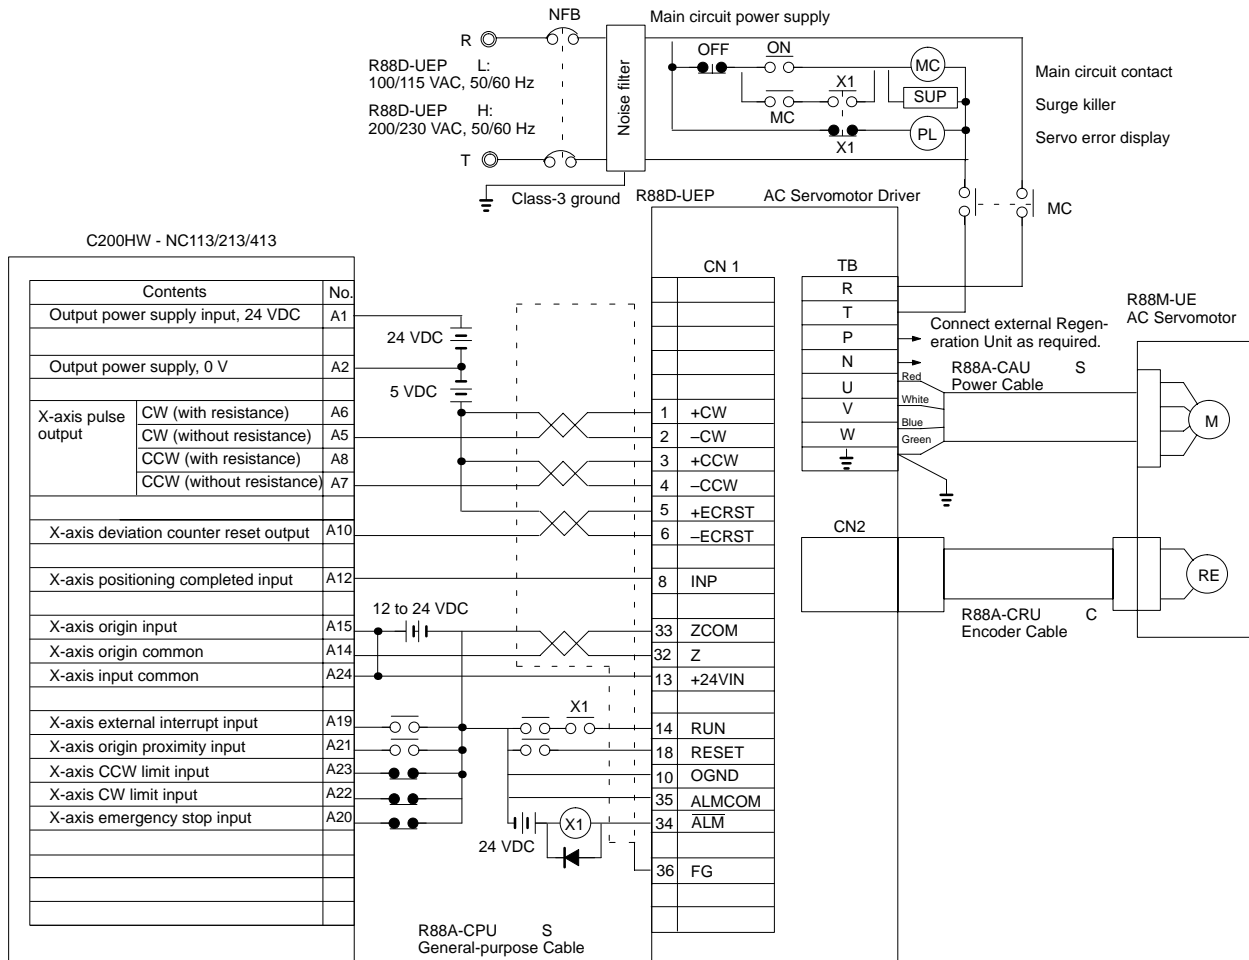 NFB
Main circuit power supply
R
OFF
ON
MC
R88D-UEP L:
100/115 VAC, 50/60 Hz
Main circuit contact
Noise filter
X1
SUP
Surge killer
R88D-UEP H:
200/230 VAC, 50/60 Hz
MC
PL
Servo error display
X1
T
Class-3 ground
R88D-UEP
AC Servomotor Driver
MC
C200HW - NC113/213/413
CN 1
TB
Contents No.
Output power supply input, 24 VDC A1
Output power supply, 0 V A2
X-axis pulse
output
CW (with resistance) A6
CW (without resistance) A5
CCW (with resistance) A8
CCW (without resistance) A7
X-axis deviation counter reset output A10
X-axis positioning completed input A12
X-axis origin input A15
X-axis origin common A14
X-axis input common A24
X-axis external interrupt input A19
X-axis origin proximity input A21
X-axis CCW limit input A23
X-axis CW limit input A22
X-axis emergency stop input A20
24 VDC
5 VDC
12 to 24 VDC
X1
X1
24 VDC
1 +CW
2 –CW
3 +CCW
4 –CCW
5 +ECRST
6 –ECRST
8 INP
33 ZCOM
32 Z
13 +24VIN
14 RUN
18 RESET
10 OGND
35 ALMCOM
34 ALM
36 FG
R88A-CPU S
General-purpose Cable
R
T
P
N
U
V
W
Connect external Regen-
eration Unit as required.
Red
White
Blue
Green
R88A-CAU S
Power Cable
R88M-UE
AC Servomotor
M
CN2
RE
R88A-CRU C
Encoder Cable